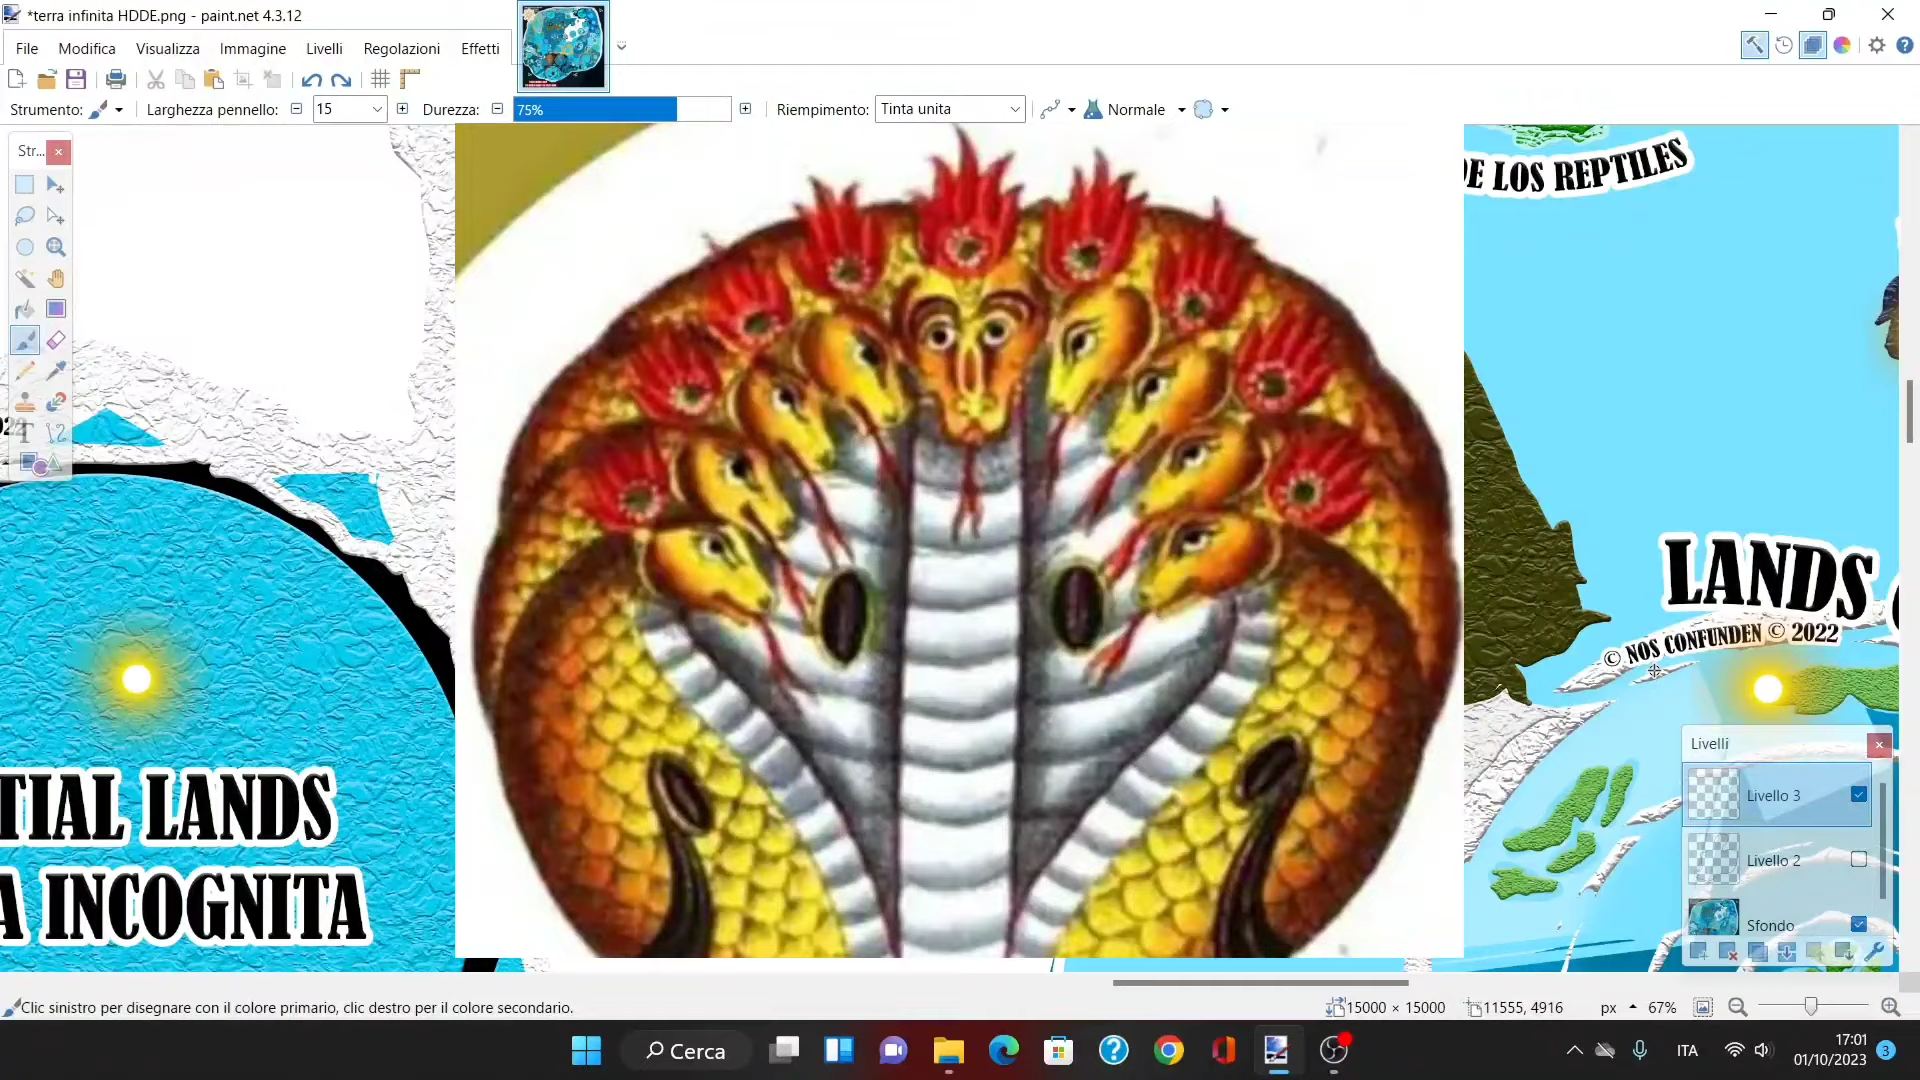 *terra infinita HDDE.png - paint.net 4.3.12
File Modifica Visualizza Immagine Livelli Regolazioni Effetti
Strumento: Larghezza pennello: 15 Durezza: 75% Riempimento: Tinta unita Normale
Str...
DE LOS REPTILES
LANDS
© NOS CONFUNDEN © 2022
TIAL LANDS
A INCOGNITA
Livelli
Livello 3
Livello 2
Sfondo
Clic sinistro per disegnare con il colore primario, clic destro per il colore secondario.
15000 × 15000 11555, 4916 px 67%
Cerca
ITA
17:01
01/10/2023
3